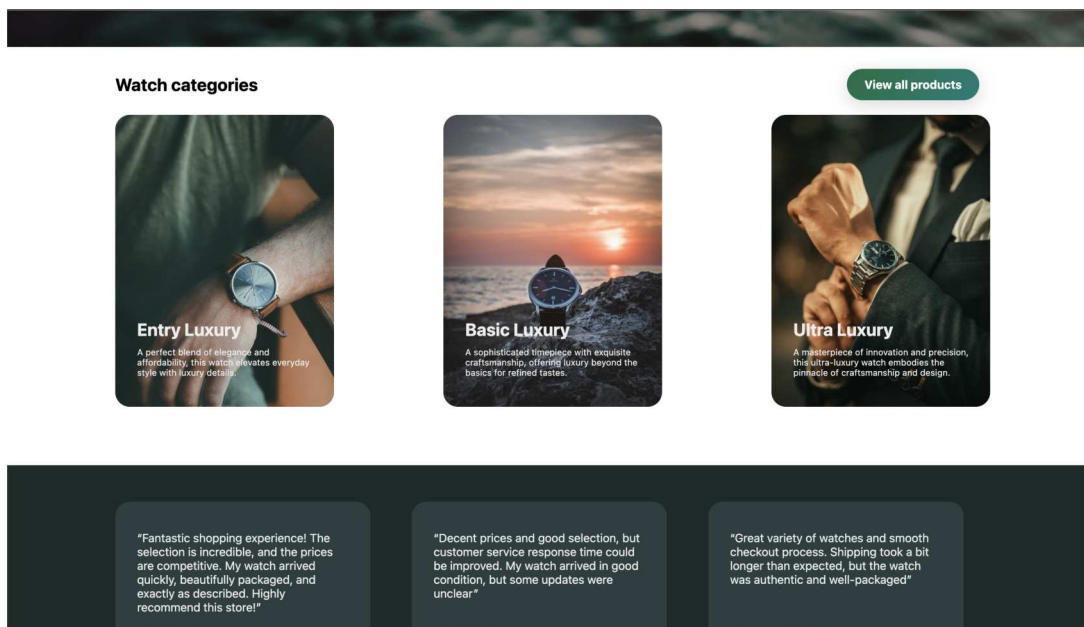 Watch categories
View all products
Entry Luxury
A perfect blend of elegance and
affordability, this watch elevates everyday
style with luxury details.
Basic Luxury
A sophisticated timepiece with exquisite
craftsmanship, offering luxury beyond the
basics for refined tastes.
Ultra Luxury
A masterpiece of innovation and precision,
this ultra-luxury watch embodies the
pinnacle of craftsmanship and design.
“Fantastic shopping experience! The
selection is incredible, and the prices
are competitive. My watch arrived
quickly, beautifully packaged, and
exactly as described. Highly
recommend this store!”
“Decent prices and good selection, but
customer service response time could
be improved. My watch arrived in good
condition, but some updates were
unclear”
“Great variety of watches and smooth
checkout process. Shipping took a bit
longer than expected, but the watch
was authentic and well-packaged”